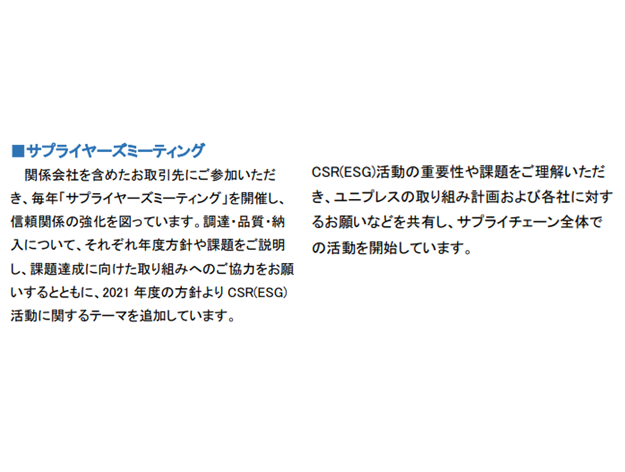 ■サプライヤーズミーティング
関係会社を含めたお取引先にご参加いただ
き、毎年「サプライヤーズミーティング」を開催し、
信頼関係の強化を図っています。調達・品質・納
入について、それぞれ年度方針や課題をご説明
し、課題達成に向けた取り組みへのご協力をお願
いするとともに、2021 年度の方針より CSR(ESG)
活動に関するテーマを追加しています。
CSR(ESG)活動の重要性や課題をご理解いただ
き、ユニプレスの取り組み計画および各社に対す
るお願いなどを共有し、サプライチェーン全体で
の活動を開始しています。